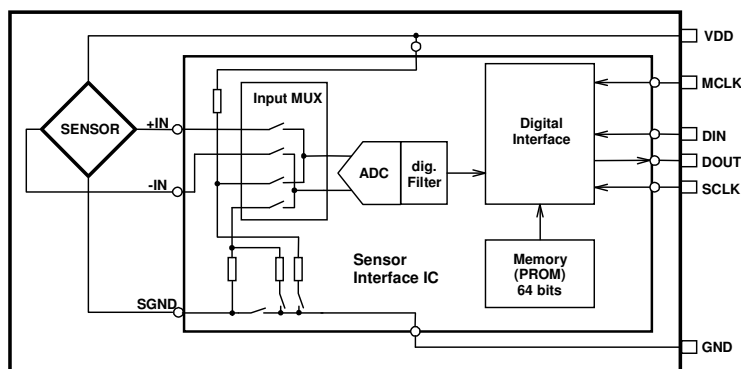 VDD
MCLK
Input MUX
Digital
Interface
SENSOR
+IN
DIN
DOUT
ADC
dig.
Filter
-IN
SCLK
Sensor
Interface IC
Memory
(PROM)
64 bits
SGND
GND